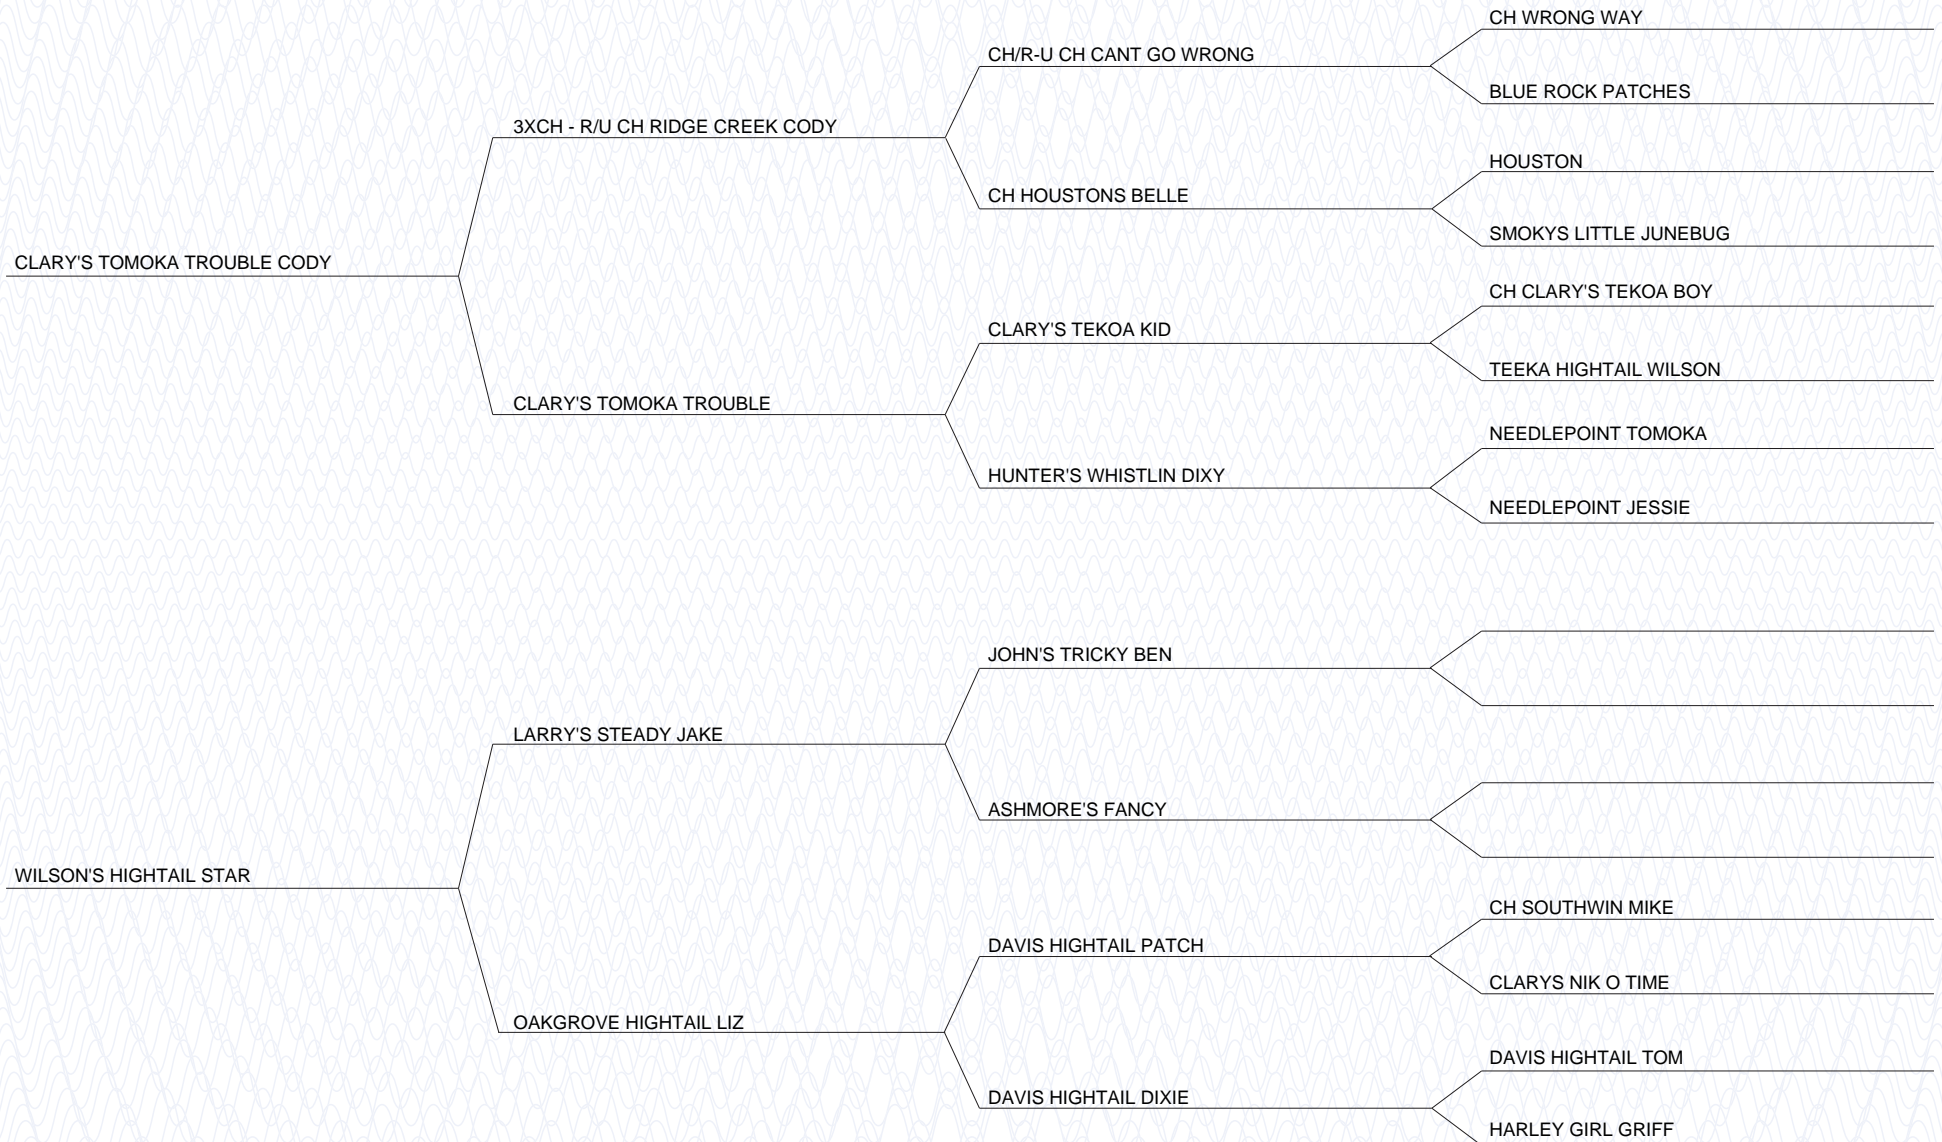 CH WRONG WAY
CH/R-U CH CANT GO WRONG
BLUE ROCK PATCHES
3XCH - R/U CH RIDGE CREEK CODY
HOUSTON
CH HOUSTONS BELLE
SMOKYS LITTLE JUNEBUG
CLARY'S TOMOKA TROUBLE CODY
CH CLARY'S TEKOA BOY
CLARY'S TEKOA KID
TEEKA HIGHTAIL WILSON
CLARY'S TOMOKA TROUBLE
NEEDLEPOINT TOMOKA
HUNTER'S WHISTLIN DIXY
NEEDLEPOINT JESSIE
JOHN'S TRICKY BEN
LARRY'S STEADY JAKE
ASHMORE'S FANCY
WILSON'S HIGHTAIL STAR
CH SOUTHWIN MIKE
DAVIS HIGHTAIL PATCH
CLARYS NIK O TIME
OAKGROVE HIGHTAIL LIZ
DAVIS HIGHTAIL TOM
DAVIS HIGHTAIL DIXIE
HARLEY GIRL GRIFF